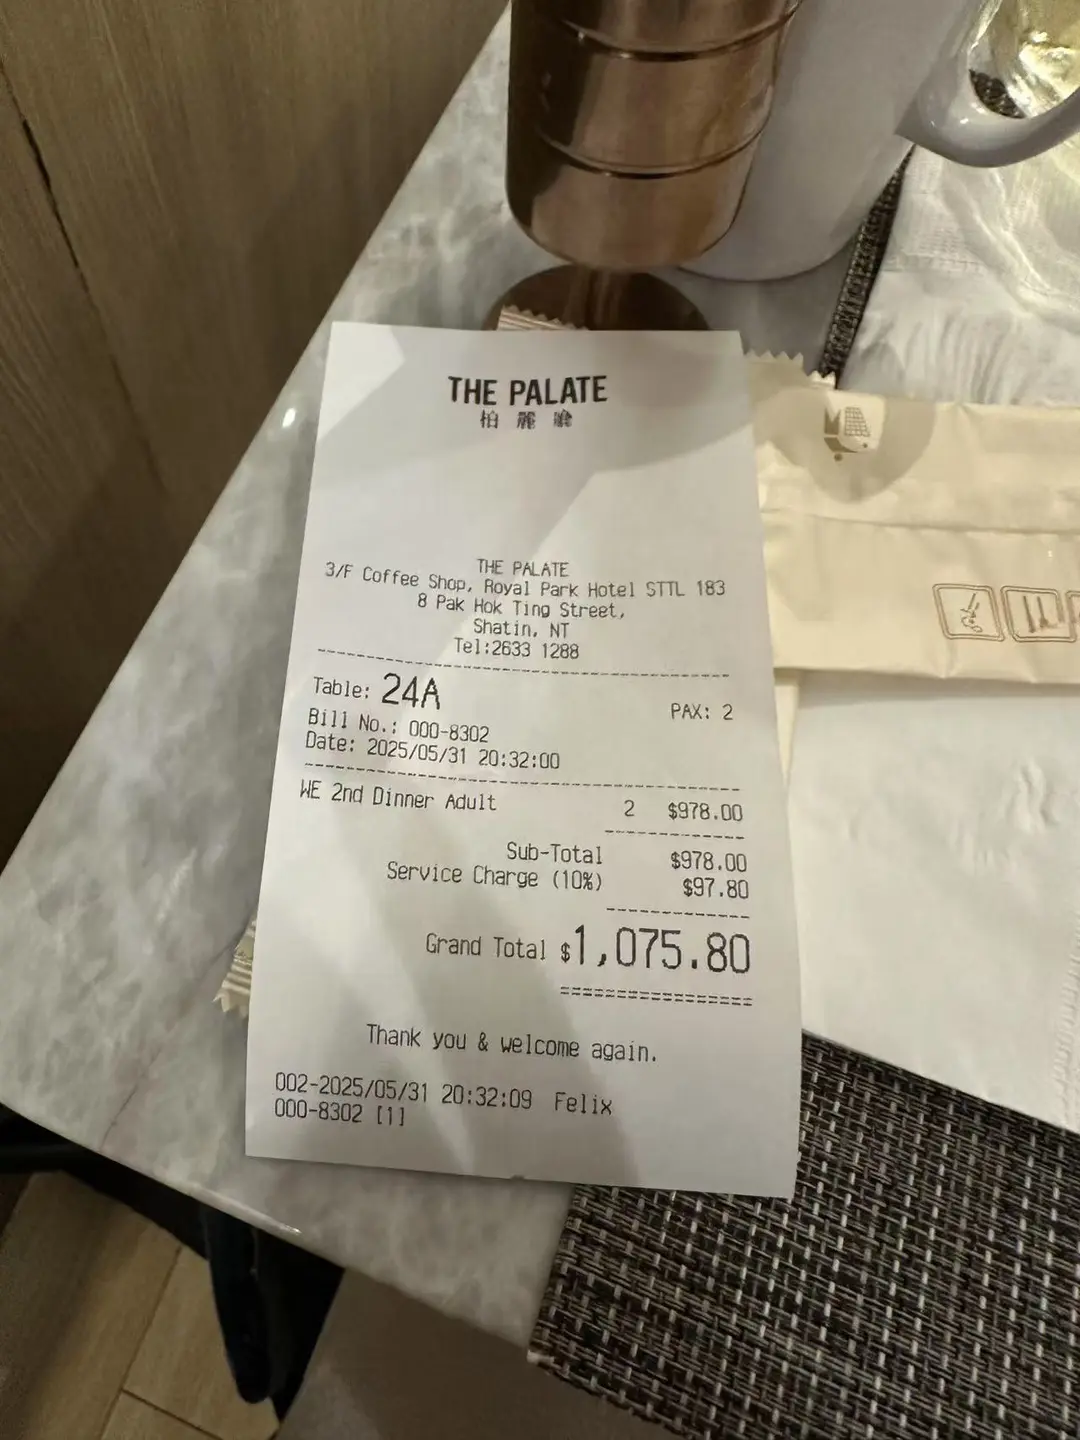 THE PALATE
柏麗廳
THE PALATE
3/F Coffee Shop, Royal Park Hotel STTL 183
8 Pak Hok Ting Street,
Shatin, NT
Tel:2633 1288
Table: 24A PAX: 2
Bill No.: 000-8302
Date: 2025/05/31 20:32:00
WE 2nd Dinner Adult 2 $978.00
Sub-Total $978.00
Service Charge (10%) $97.80
Grand Total $1,075.80
Thank you & welcome again.
002-2025/05/31 20:32:09 Felix
000-8302 [1]